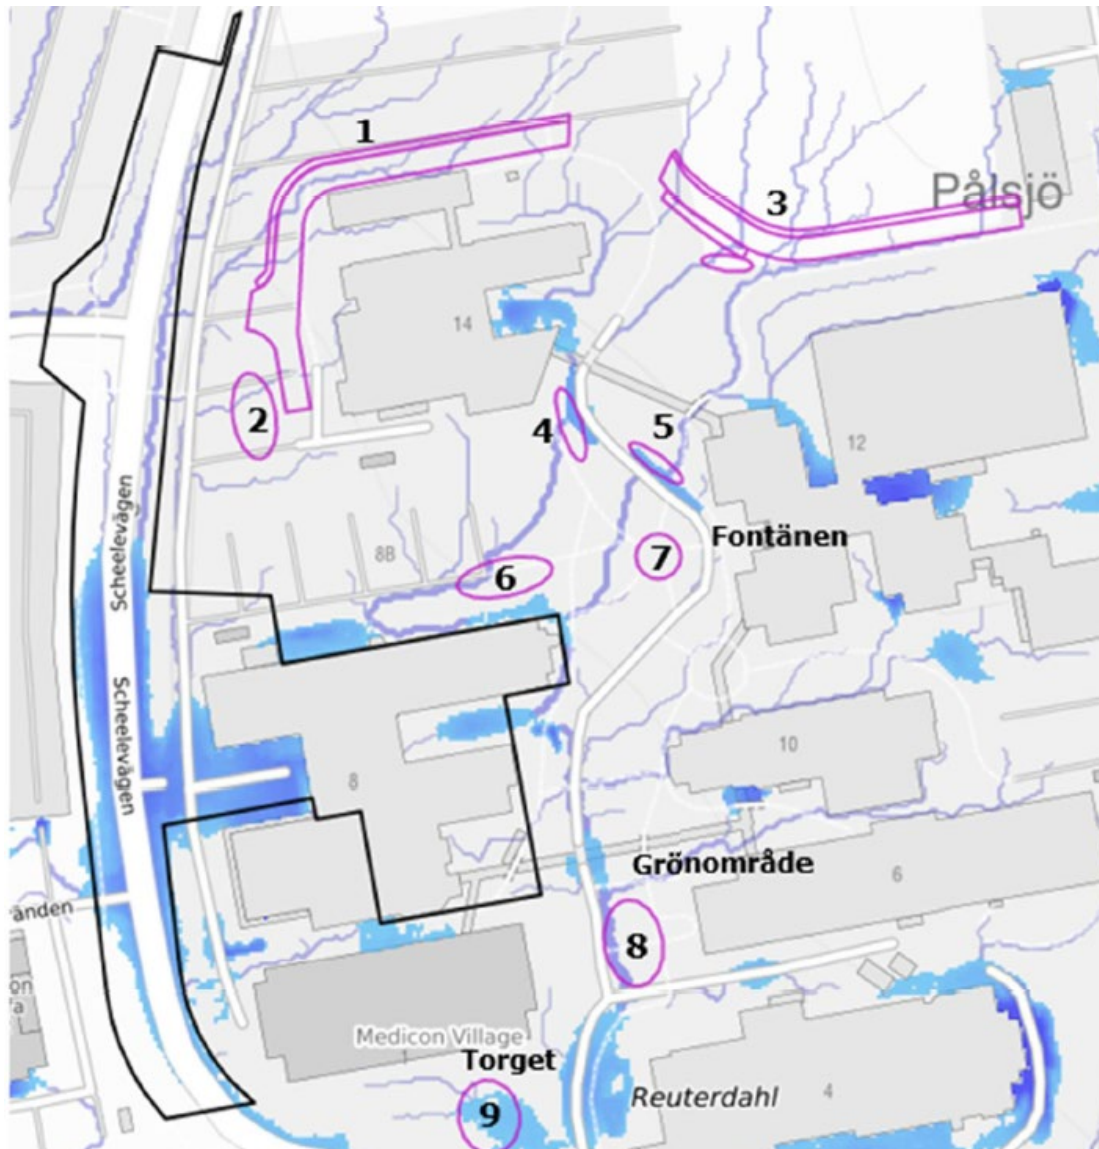 1
Pålsjö
3
14
2
4
5
12
Scheelevägen
Fontänen
8B
6
7
Scheelevägen
10
8
Grönområde
6
änden
8
on
a
Medicon Village
Torget
Reuterdahl
4
9